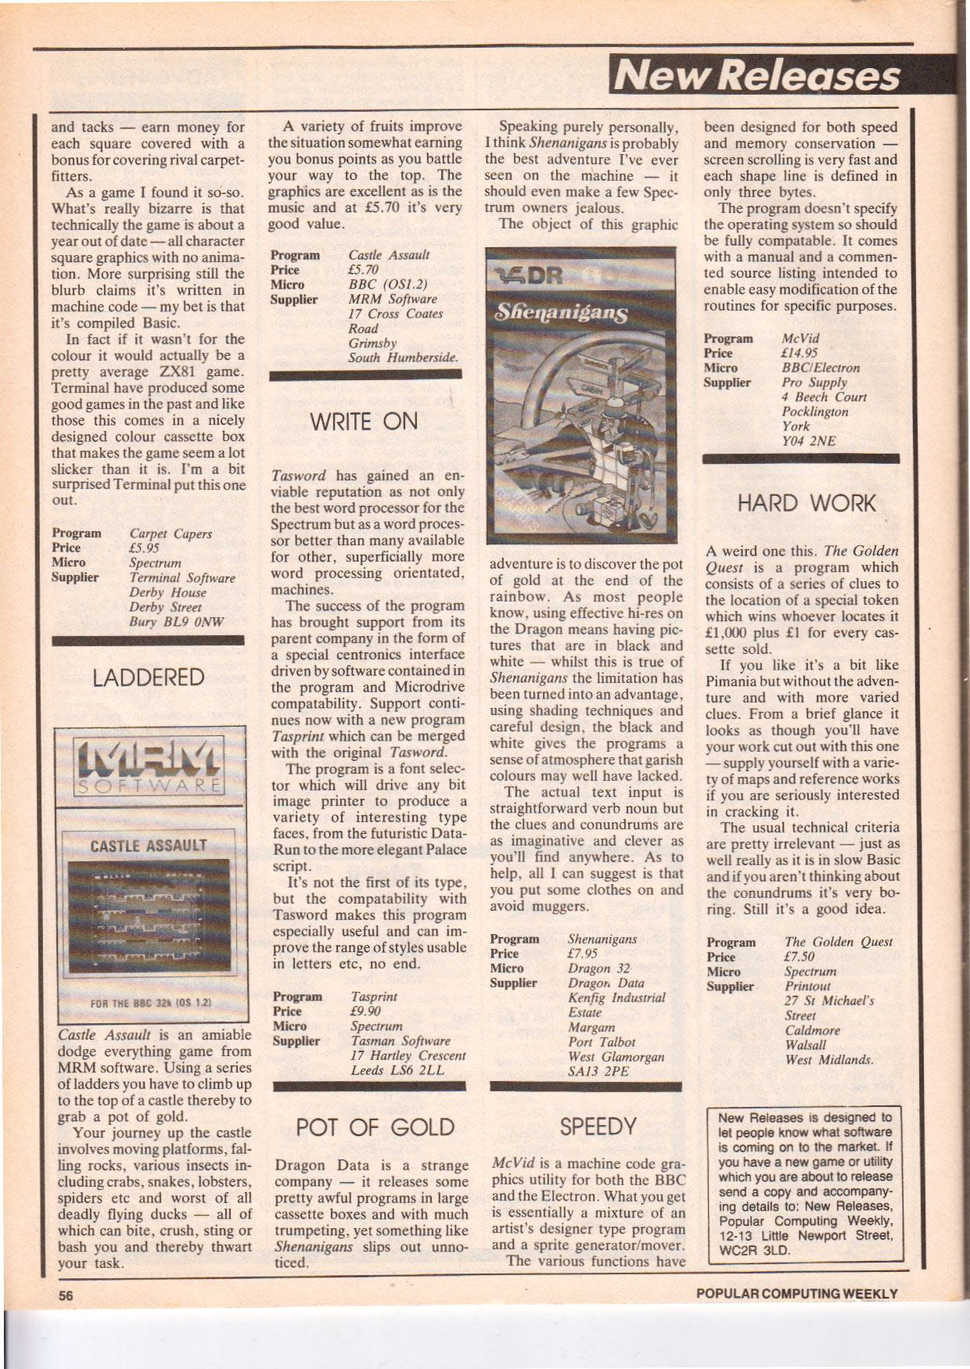 New Releases
and tacks — earn money for
each square covered with a
bonus for covering rival carpet-
fitters.
As a game I found it so-so.
What's really bizarre is that
technically the game is about a
year out of date — all character
square graphics with no anima-
tion. More surprising still the
blurb claims it's written in
machine code — my bet is that
it's compiled Basic.
In fact if it wasn't for the
colour it would actually be a
pretty average ZX81 game.
Terminal have produced some
good games in the past and like
those this comes in a nicely
designed colour cassette box
that makes the game seem a lot
slicker than it is. I'm a bit
surprised Terminal put this one
out.
Program Carpet Capers
Price £5.95
Micro Spectrum
Supplier Terminal Software
Derby House
Derby Street
Bury BL9 0NW
LADDERED
MRM
SOFTWARE
CASTLE ASSAULT
FOR THE BBC 32k (OS 1.2)
Castle Assault is an amiable
dodge everything game from
MRM software. Using a series
of ladders you have to climb up
to the top of a castle thereby to
grab a pot of gold.
Your journey up the castle
involves moving platforms, fal-
ling rocks, various insects in-
cluding crabs, snakes, lobsters,
spiders etc and worst of all
deadly flying ducks — all of
which can bite, crush, sting or
bash you and thereby thwart
your task.
A variety of fruits improve
the situation somewhat earning
you bonus points as you battle
your way to the top. The
graphics are excellent as is the
music and at £5.70 it's very
good value.
Program Castle Assault
Price £5.70
Micro BBC (OS1.2)
Supplier MRM Software
17 Cross Coates
Road
Grimsby
South Humberside.
WRITE ON
Tasword has gained an en-
viable reputation as not only
the best word processor for the
Spectrum but as a word proces-
sor better than many available
for other, superficially more
word processing orientated,
machines.
The success of the program
has brought support from its
parent company in the form of
a special centronics interface
driven by software contained in
the program and Microdrive
compatability. Support conti-
nues now with a new program
Tasprint which can be merged
with the original Tasword.
The program is a font selec-
tor which will drive any bit
image printer to produce a
variety of interesting type
faces, from the futuristic Data-
Run to the more elegant Palace
script.
It's not the first of its type,
but the compatability with
Tasword makes this program
especially useful and can im-
prove the range of styles usable
in letters etc, no end.
Program Tasprint
Price £9.90
Micro Spectrum
Supplier Tasman Software
17 Hartley Crescent
Leeds LS6 2LL
POT OF GOLD
Dragon Data is a strange
company — it releases some
pretty awful programs in large
cassette boxes and with much
trumpeting, yet something like
Shenanigans slips out unno-
ticed.
Speaking purely personally,
I think Shenanigans is probably
the best adventure I've ever
seen on the machine — it
should even make a few Spec-
trum owners jealous.
The object of this graphic
DR
Shenanigans
adventure is to discover the pot
of gold at the end of the
rainbow. As most people
know, using effective hi-res on
the Dragon means having pic-
tures that are in black and
white — whilst this is true of
Shenanigans the limitation has
been turned into an advantage,
using shading techniques and
careful design, the black and
white gives the programs a
sense of atmosphere that garish
colours may well have lacked.
The actual text input is
straightforward verb noun but
the clues and conundrums are
as imaginative and clever as
you'll find anywhere. As to
help, all I can suggest is that
you put some clothes on and
avoid muggers.
Program Shenanigans
Price £7.95
Micro Dragon 32
Supplier Dragon Data
Kenfig Industrial
Estate
Margam
Port Talbot
West Glamorgan
SA13 2PE
SPEEDY
McVid is a machine code gra-
phics utility for both the BBC
and the Electron. What you get
is essentially a mixture of an
artist's designer type program
and a sprite generator/mover.
The various functions have
been designed for both speed
and memory conservation —
screen scrolling is very fast and
each shape line is defined in
only three bytes.
The program doesn't specify
the operating system so should
be fully compatable. It comes
with a manual and a commen-
ted source listing intended to
enable easy modification of the
routines for specific purposes.
Program McVid
Price £14.95
Micro BBC/Electron
Supplier Pro Supply
4 Beech Court
Pocklington
York
Y04 2NE
HARD WORK
A weird one this. The Golden
Quest is a program which
consists of a series of clues to
the location of a special token
which wins whoever locates it
£1,000 plus £1 for every cas-
sette sold.
If you like it's a bit like
Pimania but without the adven-
ture and with more varied
clues. From a brief glance it
looks as though you'll have
your work cut out with this one
— supply yourself with a varie-
ty of maps and reference works
if you are seriously interested
in cracking it.
The usual technical criteria
are pretty irrelevant — just as
well really as it is in slow Basic
and if you aren't thinking about
the conundrums it's very bo-
ring. Still it's a good idea.
Program The Golden Quest
Price £7.50
Micro Spectrum
Supplier Printout
27 St Michael's
Street
Caldmore
Walsall
West Midlands.
New Releases is designed to
let people know what software
is coming on to the market. If
you have a new game or utility
which you are about to release
send a copy and accompany-
ing details to: New Releases,
Popular Computing Weekly,
12-13 Little Newport Street,
WC2R 3LD.
56
POPULAR COMPUTING WEEKLY